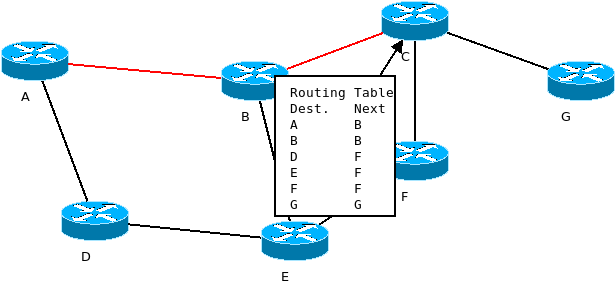 C
A
B
G
Routing Table
Dest. Next
A B
B B
D F
E F
F F
G G
F
D
E